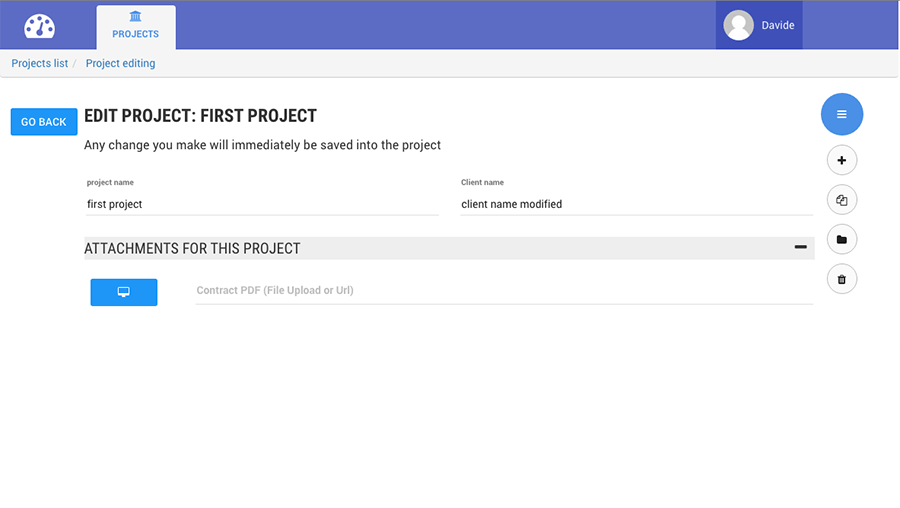 PROJECTS
Davide
Projects list / Project editing
GO BACK
EDIT PROJECT: FIRST PROJECT
Any change you make will immediately be saved into the project
project name
Client name
first project
client name modified
ATTACHMENTS FOR THIS PROJECT
Contract PDF (File Upload or Url)